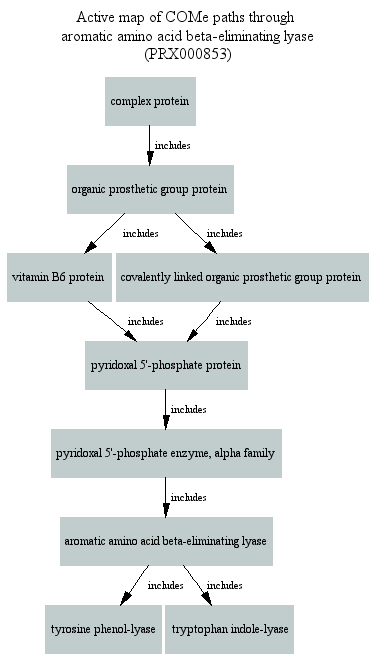 Active map of COMe paths through
aromatic amino acid beta-eliminating lyase
(PRX000853)
complex protein
includes
organic prosthetic group protein
includes
includes
vitamin B6 protein
covalently linked organic prosthetic group protein
includes
includes
pyridoxal 5'-phosphate protein
includes
pyridoxal 5'-phosphate enzyme, alpha family
includes
aromatic amino acid beta-eliminating lyase
includes
includes
tyrosine phenol-lyase
tryptophan indole-lyase